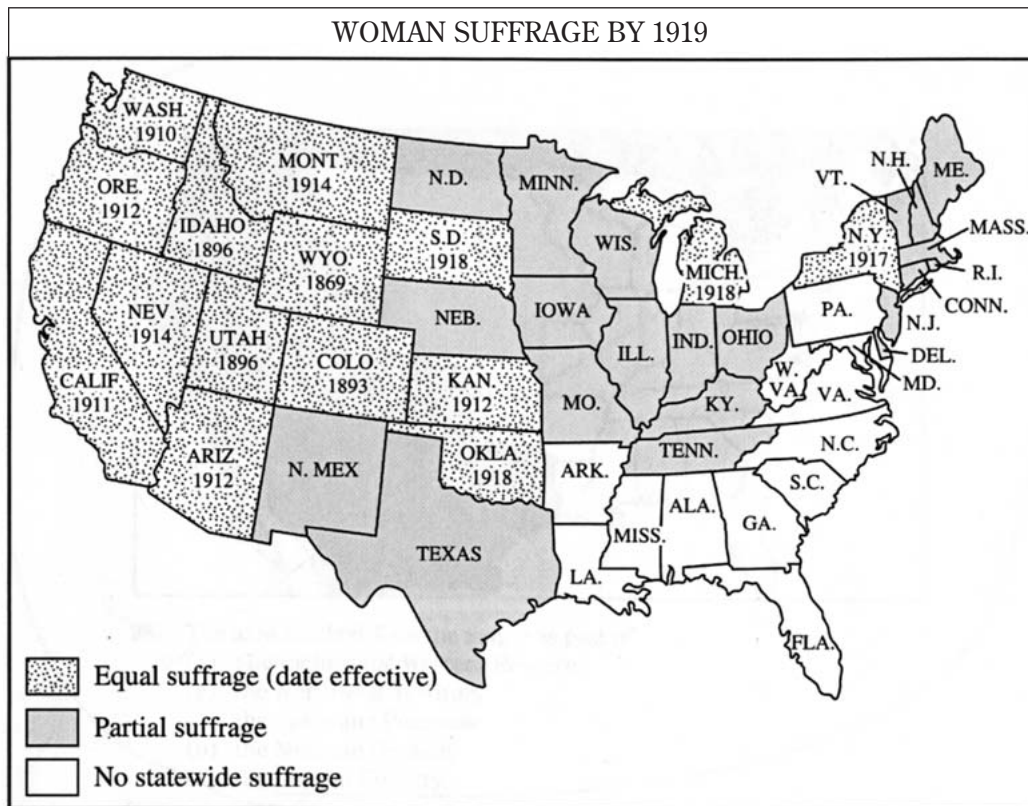 WOMAN SUFFRAGE BY 1919
WASH.
1910
ORE.
1912
IDAHO
1896
MONT.
1914
WYO.
1869
NEV.
1914
UTAH
1896
COLO.
1893
CALIF
1911
ARIZ.
1912
N. MEX
N.D.
S.D.
1918
NEB.
KAN.
1912
OKLA.
1918
TEXAS
MINN.
IOWA
MO.
ARK.
LA.
WIS.
ILL.
MICH.
1918
IND.
OHIO
KY.
TENN.
MISS.
ALA.
GA.
FLA.
S.C.
N.C.
VA.
W.
VA.
PA.
N.Y.
1917
VT.
N.H.
ME.
MASS.
R.I.
CONN.
N.J.
DEL.
MD.
Equal suffrage (date effective)
Partial suffrage
No statewide suffrage